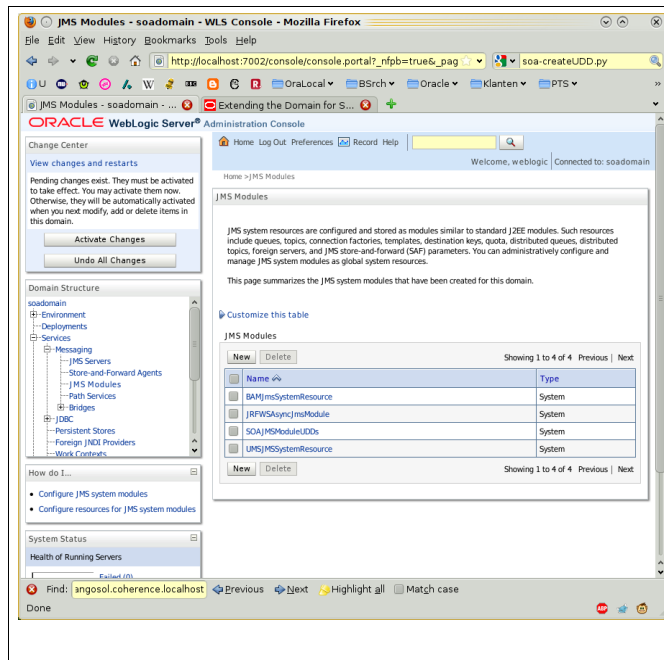 JMS Modules - soadomain - WLS Console - Mozilla Firefox
File Edit View History Bookmarks Tools Help
http://localhost:7002/console/console.portal?_nfpb=true&_pag
soa-createUDD.py
OraLocal BSrch Oracle Klanten PTS »
JMS Modules - soadomain - ... Extending the Domain for S...
ORACLE WebLogic Server® Administration Console
Change Center
View changes and restarts
Pending changes exist. They must be activated
to take effect. You may activate them now.
Otherwise, they will be automatically activated
when you next modify, add or delete items in
this domain.
Activate Changes
Undo All Changes
Domain Structure
soadomain
Environment
Deployments
Services
Messaging
JMS Servers
Store-and-Forward Agents
JMS Modules
Path Services
Bridges
JDBC
Persistent Stores
Foreign JNDI Providers
Work Contexts
How do I...
Configure JMS system modules
Configure resources for JMS system modules
System Status
Health of Running Servers
Failed (0)
Home Log Out Preferences Record Help
Welcome, weblogic Connected to: soadomain
Home >JMS Modules
JMS Modules
JMS system resources are configured and stored as modules similar to standard J2EE modules. Such resources
include queues, topics, connection factories, templates, destination keys, quota, distributed queues, distributed
topics, foreign servers, and JMS store-and-forward (SAF) parameters. You can administratively configure and
manage JMS system modules as global system resources.
This page summarizes the JMS system modules that have been created for this domain.
Customize this table
JMS Modules
New Delete Showing 1 to 4 of 4 Previous | Next
Name Type
BAMJmsSystemResource System
JRFWSAsyncJmsModule System
SOAJMSModuleUDDs System
UMSJMSSystemResource System
New Delete Showing 1 to 4 of 4 Previous | Next
Find: angosol.coherence.localhost Previous Next Highlight all Match case
Done